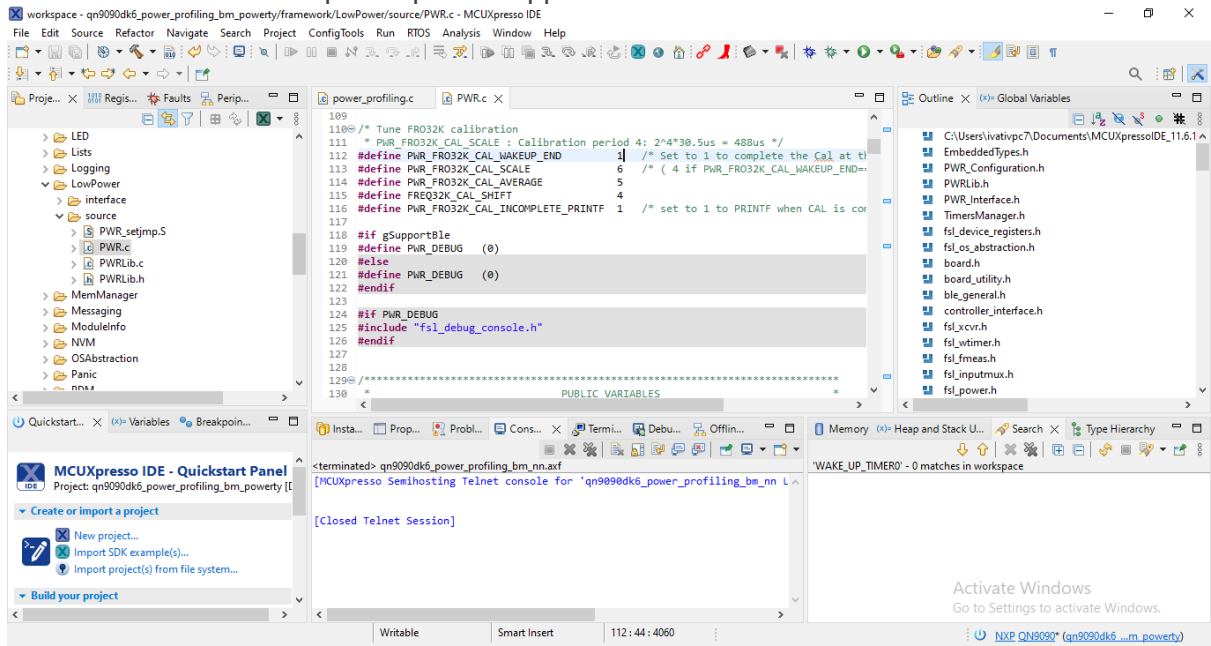 workspace - qn9090dk6_power_profiling_bm_powerty/framework/LowPower/source/PWR.c - MCUXpresso IDE
File Edit Source Refactor Navigate Search Project ConfigTools Run RTOS Analysis Window Help
Proje... Regis... Faults Perip...
LED
Lists
Logging
LowPower
interface
source
PWR_setjmp.S
PWR.c
PWRLib.c
PWRLib.h
MemManager
Messaging
ModuleInfo
NVM
OSAbstraction
Panic
PDM
power_profiling.c PWR.c
109
110 /* Tune FRO32K calibration
111 * PWR_FRO32K_CAL_SCALE : Calibration period 4: 2^4*30.5us = 488us */
112 #define PWR_FRO32K_CAL_WAKEUP_END 1 /* Set to 1 to complete the Cal at th
113 #define PWR_FRO32K_CAL_SCALE 6 /* ( 4 if PWR_FRO32K_CAL_WAKEUP_END==
114 #define PWR_FRO32K_CAL_AVERAGE 5
115 #define FREQ32K_CAL_SHIFT 4
116 #define PWR_FRO32K_CAL_INCOMPLETE_PRINTF 1 /* set to 1 to PRINTF when CAL is con
117
118 #if gSupportBle
119 #define PWR_DEBUG (0)
120 #else
121 #define PWR_DEBUG (0)
122 #endif
123
124 #if PWR_DEBUG
125 #include "fsl_debug_console.h"
126 #endif
127
128
129 /*****************************************************************************
130 * PUBLIC VARIABLES *
Outline Global Variables
C:\Users\ivativpc7\Documents\MCUXpressoIDE_11.6.1
EmbeddedTypes.h
PWR_Configuration.h
PWRLib.h
PWR_Interface.h
TimersManager.h
fsl_device_registers.h
fsl_os_abstraction.h
board.h
board_utility.h
ble_general.h
controller_interface.h
fsl_xcvr.h
fsl_wtimer.h
fsl_fmeas.h
fsl_inputmux.h
fsl_power.h
Quickstart... (x)= Variables Breakpoin...
IDE
MCUXpresso IDE - Quickstart Panel
Project: qn9090dk6_power_profiling_bm_powerty [D
Create or import a project
New project...
Import SDK example(s)...
Import project(s) from file system...
Build your project
Insta... Prop... Probl... Cons... Termi... Debu... Offlin...
<terminated> qn9090dk6_power_profiling_bm_nn.axf
[MCUXpresso Semihosting Telnet console for 'qn9090dk6_power_profiling_bm_nn L
[Closed Telnet Session]
Memory (x)= Heap and Stack U... Search Type Hierarchy
'WAKE_UP_TIMER0' - 0 matches in workspace
Activate Windows
Go to Settings to activate Windows.
Writable Smart Insert 112 : 44 : 4060
NXP QN9090* (qn9090dk6_...m_powerty)